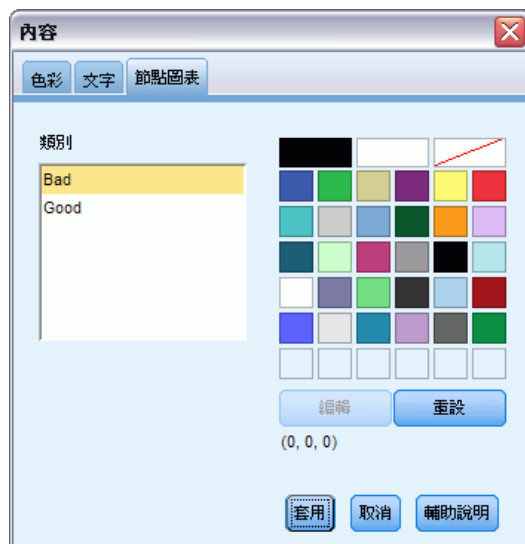 內容
色彩 文字 節點圖表
類別
Bad
Good
編輯 重設
(0, 0, 0)
套用 取消 輔助說明